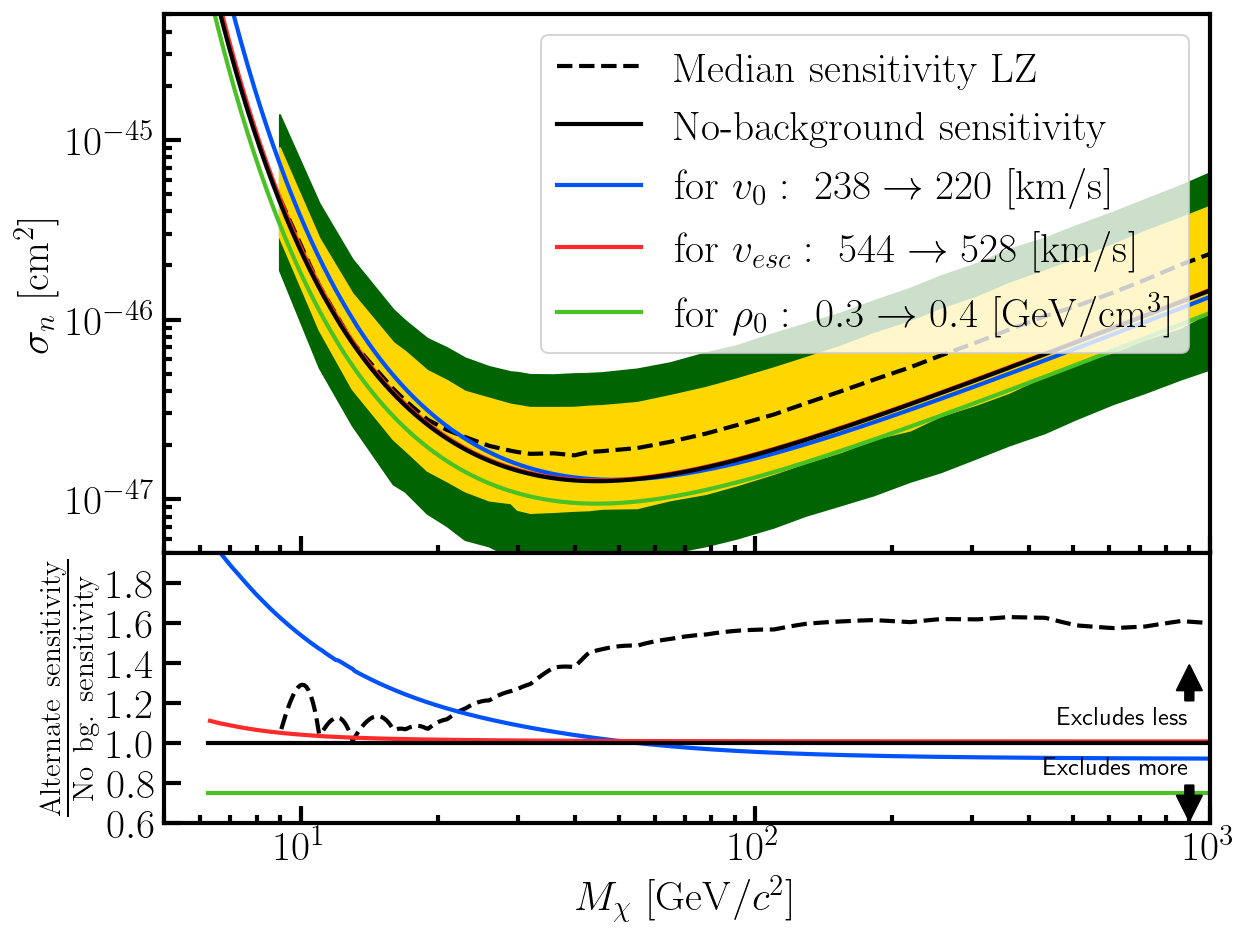 Median sensitivity LZ
No-background sensitivity
for v₀ : 238 → 220 [km/s]
for vₑₛ꜀ : 544 → 528 [km/s]
for ρ₀ : 0.3 → 0.4 [GeV/cm³]
σₙ [cm²]
10⁻⁴⁵
10⁻⁴⁶
10⁻⁴⁷
Alternate sensitivity
No bg. sensitivity
1.8
1.6
1.4
1.2
1.0
0.8
0.6
Excludes less
Excludes more
10¹
10²
10³
Mᵪ [GeV/c²]